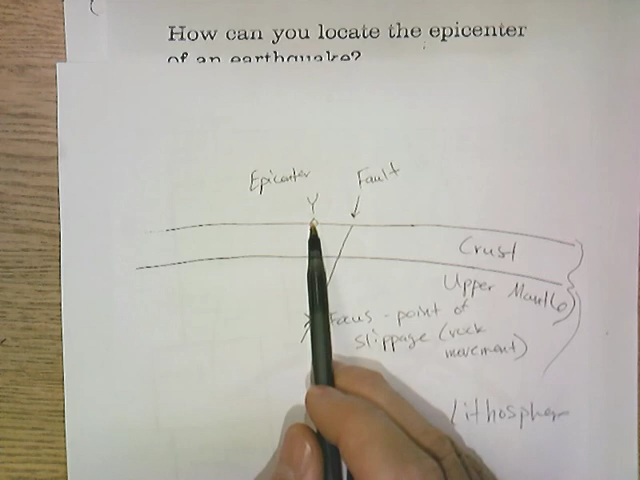 How can you locate the epicenter
of an earthquake?
Epicenter
Fault
Crust
Upper Mantle
Focus - point of
slippage (rock
movement)
Lithospher